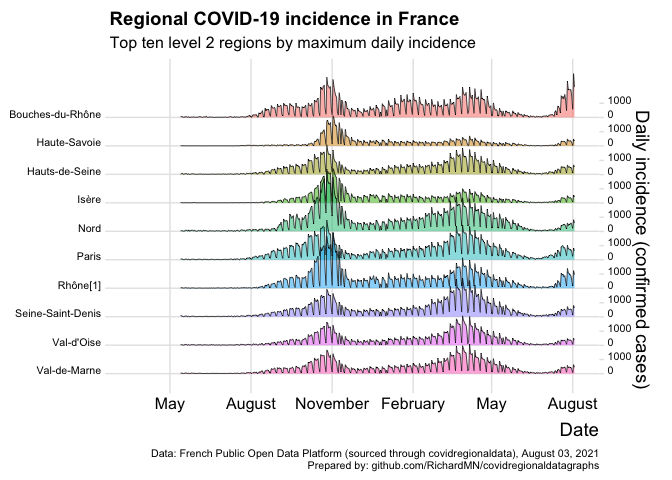 Regional COVID-19 incidence in France
Top ten level 2 regions by maximum daily incidence
Bouches-du-Rhône
Haute-Savoie
Hauts-de-Seine
Isère
Nord
Paris
Rhône[1]
Seine-Saint-Denis
Val-d'Oise
Val-de-Marne
1000
0
1000
0
1000
0
1000
0
1000
0
1000
0
1000
0
1000
0
1000
0
1000
0
Daily incidence (confirmed cases)
May August November February May August
Date
Data: French Public Open Data Platform (sourced through covidregionaldata), August 03, 2021
Prepared by: github.com/RichardMN/covidregionaldatagraphs